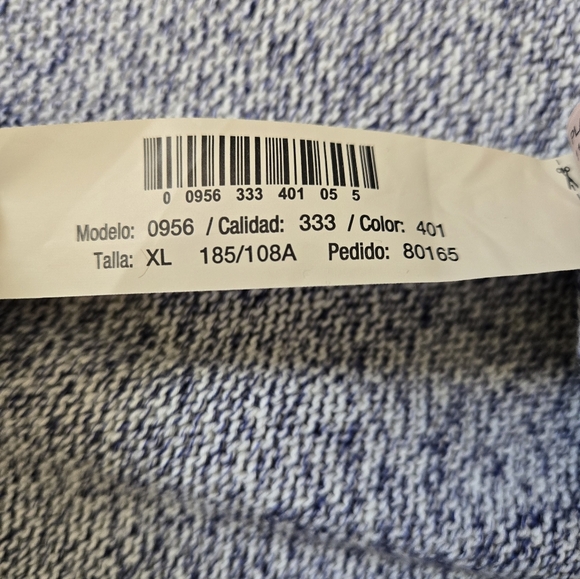 0 0956 333 401 05 5
Modelo: 0956 / Calidad: 333 / Color: 401
Talla: XL 185/108A Pedido: 80165